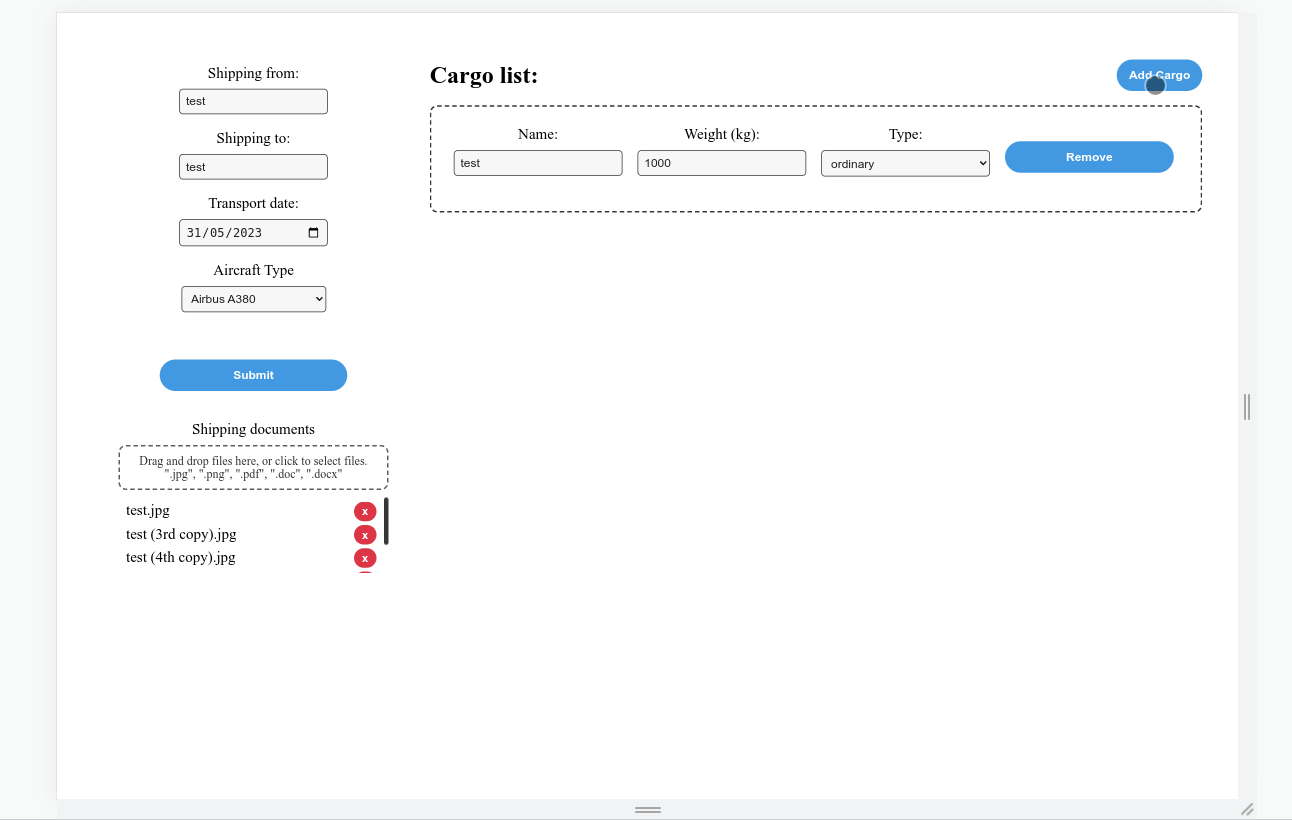 Shipping from:
test
Shipping to:
test
Transport date:
31/05/2023
Aircraft Type
Airbus A380
Submit
Shipping documents
Drag and drop files here, or click to select files.
".jpg", ".png", ".pdf", ".doc", ".docx"
test.jpg x
test (3rd copy).jpg x
test (4th copy).jpg x
Cargo list:
Add Cargo
Name: Weight (kg): Type:
test 1000 ordinary Remove